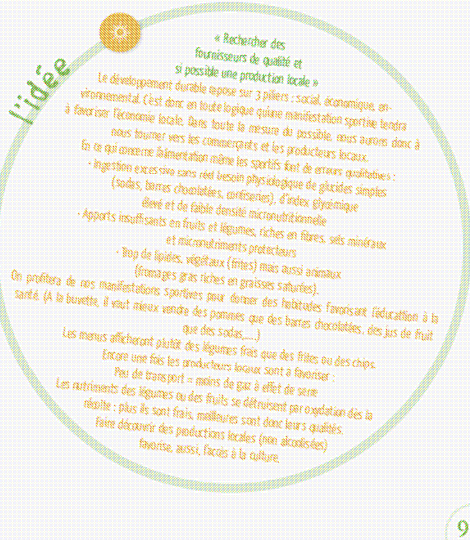 l'idée
« Rechercher des
fournisseurs de qualité et
si possible une production locale »
Le développement durable repose sur 3 piliers : social, économique, en-
vironnemental. C'est donc en toute logique qu'une manifestation sportive tendra
à favoriser l'économie locale. Dans toute la mesure du possible, nous aurons donc à
nous tourner vers les commerçants et les producteurs locaux.
En ce qui concerne l'alimentation même les sportifs font de erreurs qualitatives :
- Ingestion excessive sans réel besoin physiologique de glucides simples
(sodas, barres chocolatées, confiseries), d'index glycémique
élevé et de faible densité micronutritionnelle
- Apports insuffisants en fruits et légumes, riches en fibres, sels minéraux
et micronutriments protecteurs
- Trop de lipides, végétaux (frites) mais aussi animaux
(fromages gras riches en graisses saturées).
On profitera de nos manifestations sportives pour donner des habitudes favorisant l'éducation à la
santé. (A la buvette, il vaut mieux vendre des pommes que des barres chocolatées, des jus de fruit
que des sodas,.....)
Les menus afficheront plutôt des légumes frais que des frites ou des chips.
Encore une fois les producteurs locaux sont à favoriser :
Peu de transport = moins de gaz à effet de serre
Les nutriments des légumes ou des fruits se détruisent par oxydation dès la
récolte : plus ils sont frais, meilleures sont donc leurs qualités.
Faire découvrir des productions locales (non alcoolisées)
favorise, aussi, l'accès à la culture.
9